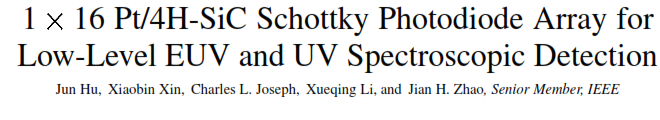 1 × 16 Pt/4H-SiC Schottky Photodiode Array for
Low-Level EUV and UV Spectroscopic Detection
Jun Hu, Xiaobin Xin, Charles L. Joseph, Xueqing Li, and Jian H. Zhao, Senior Member, IEEE